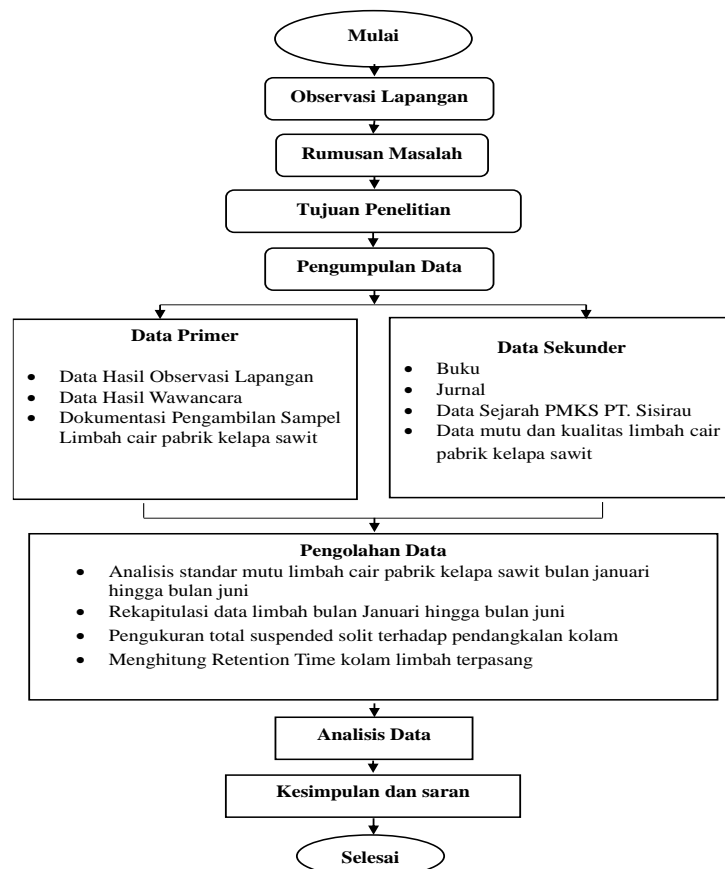 Mulai
Observasi Lapangan
Rumusan Masalah
Tujuan Penelitian
Pengumpulan Data
Data Primer
• Data Hasil Observasi Lapangan
• Data Hasil Wawancara
• Dokumentasi Pengambilan Sampel
Limbah cair pabrik kelapa sawit
Data Sekunder
• Buku
• Jurnal
• Data Sejarah PMKS PT. Sisirau
• Data mutu dan kualitas limbah cair
pabrik kelapa sawit
Pengolahan Data
• Analisis standar mutu limbah cair pabrik kelapa sawit bulan januari
hingga bulan juni
• Rekapitulasi data limbah bulan Januari hingga bulan juni
• Pengukuran total suspended solit terhadap pendangkalan kolam
• Menghitung Retention Time kolam limbah terpasang
Analisis Data
Kesimpulan dan saran
Selesai